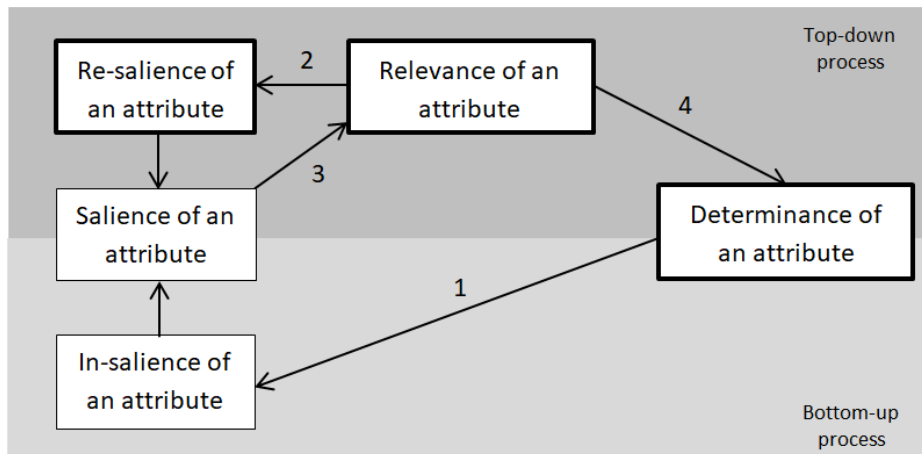 Top-down
process
Re-salience of
an attribute
2
Relevance of an
attribute
4
3
Salience of an
attribute
Determinance of
an attribute
1
In-salience of
an attribute
Bottom-up
process